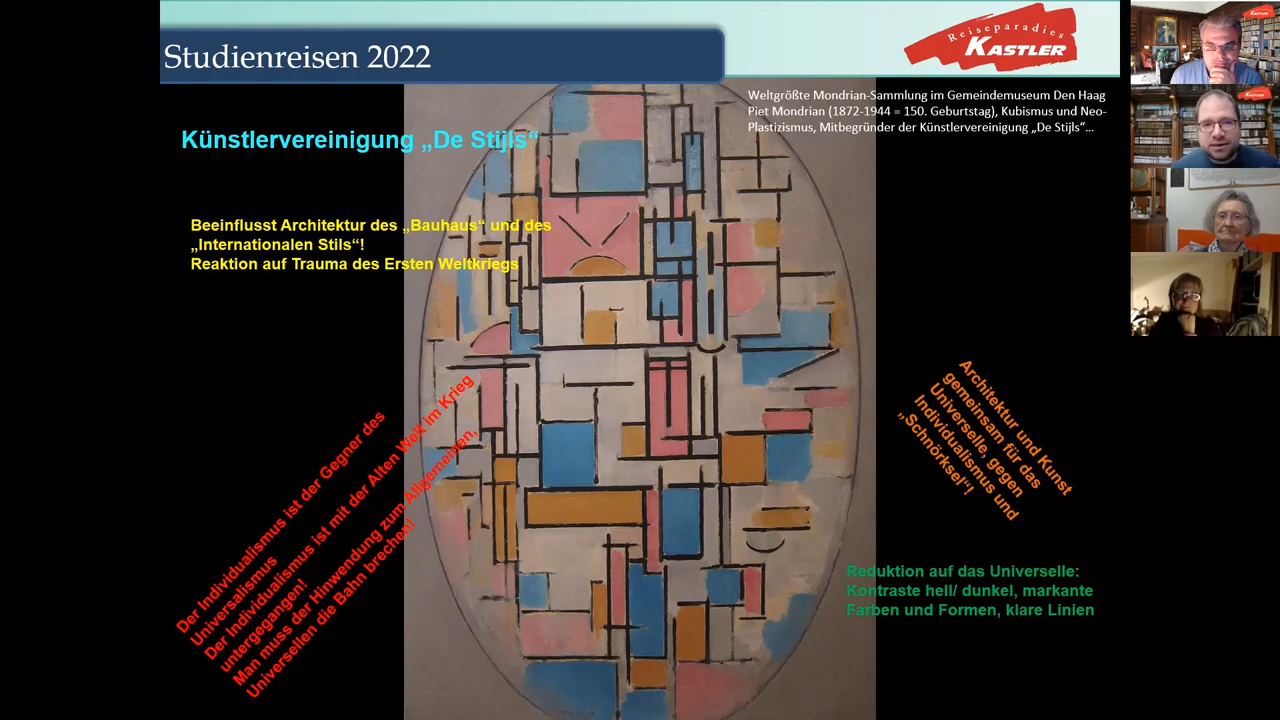 Studienreisen 2022
Reiseparadies
KASTLER
Weltgrößte Mondrian-Sammlung im Gemeindemuseum Den Haag
Piet Mondrian (1872-1944 = 150. Geburtstag), Kubismus und Neo-
Plastizismus, Mitbegründer der Künstlervereinigung „De Stijls“...
Künstlervereinigung „De Stijls“
Beeinflusst Architektur des „Bauhaus“ und des
„Internationalen Stils“!
Reaktion auf Trauma des Ersten Weltkriegs
Der Individualismus ist der Gegner des
Universalismus
Der Individualismus ist mit der Alten Welt im Krieg
untergegangen!
Man muss der Hinwendung zum Allgemeinen,
Universellen die Bahn brechen!
Architektur und Kunst
gemeinsam für das
Universelle, gegen
Individualismus und
„Schnörksel“!
Reduktion auf das Universelle:
Kontraste hell/ dunkel, markante
Farben und Formen, klare Linien
KASTLER
KASTLER